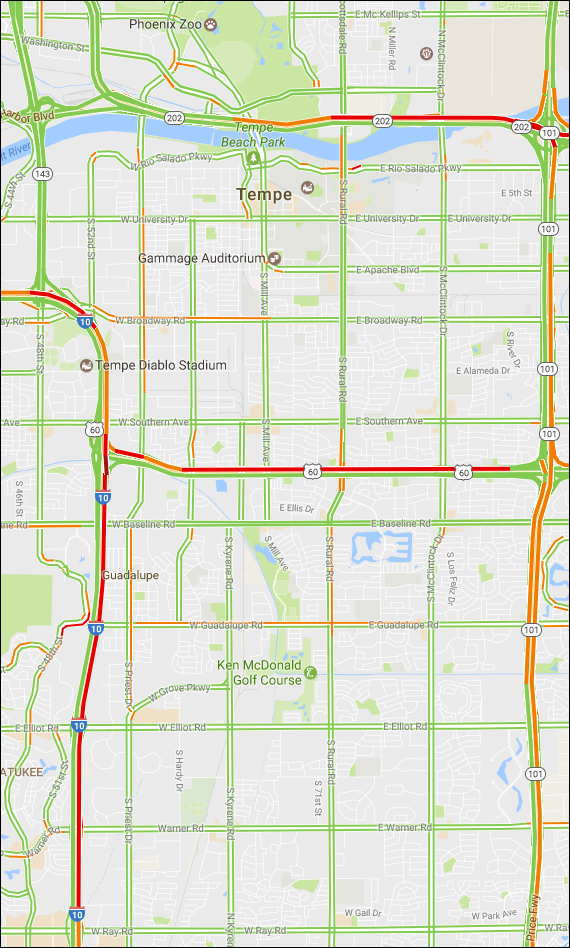 E Mc Kellips St
Phoenix Zoo
Washington St
ottsdale Rd
N Miller Rd
N McClintock Dr
Harbor Blvd
202
202
202
101
Tempe
Beach Park
lt River
W Rio Salado Pkwy
E Rio Salado Pkwy
143
S 44th St
Tempe
S Rural Rd
E 5th St
S 52nd St
W University Dr
E University Dr
E University Dr
101
Gammage Auditorium
E Apache Blvd
S Mill Ave
S McClintock Dr
ay Rd
10
W Broadway Rd
E Broadway Rd
S 48th St
S River Dr
Tempe Diablo Stadium
S Rural Rd
E Alameda Dr
101
Ave
60
W Southern Ave
E Southern Ave
S Mill Ave
101
60
60
S 46th St
10
E Ellis Dr
ine Rd
W Baseline Rd
E Baseline Rd
S Mill Ave
S Kyrene Rd
S Rural Rd
S McClintock Dr
S Los Feliz Dr
Guadalupe
10
W Guadalupe Rd
E Guadalupe Rd
101
S 48th St
S Priest Dr
Ken McDonald
Golf Course
W Grove Pkwy
10
E Elliot Rd
W Elliot Rd
E Elliot Rd
ATUKEE
S 51st St
S Hardy Dr
S Kyrene Rd
S 71st St
S Rural Rd
101
Warner Rd
Warner Rd
S Priest Dr
E Warner Rd
10
W Ray Rd
N Kyrene
W Gail Dr
W Park Ave
Price Fwy
W Ray